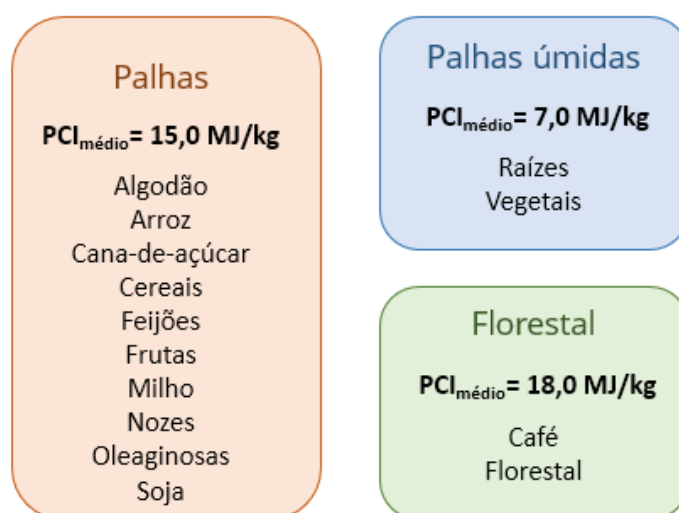 Palhas
PCImédio= 15,0 MJ/kg
Algodão
Arroz
Cana-de-açúcar
Cereais
Feijões
Frutas
Milho
Nozes
Oleaginosas
Soja
Palhas úmidas
PCImédio= 7,0 MJ/kg
Raízes
Vegetais
Florestal
PCImédio= 18,0 MJ/kg
Café
Florestal